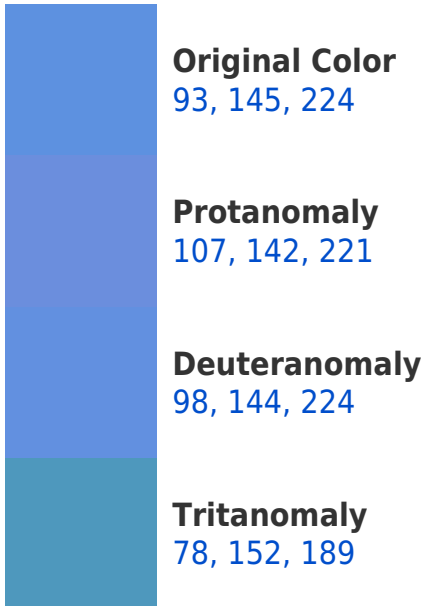 Original Color
93, 145, 224
Protanomaly
107, 142, 221
Deuteranomaly
98, 144, 224
Tritanomaly
78, 152, 189